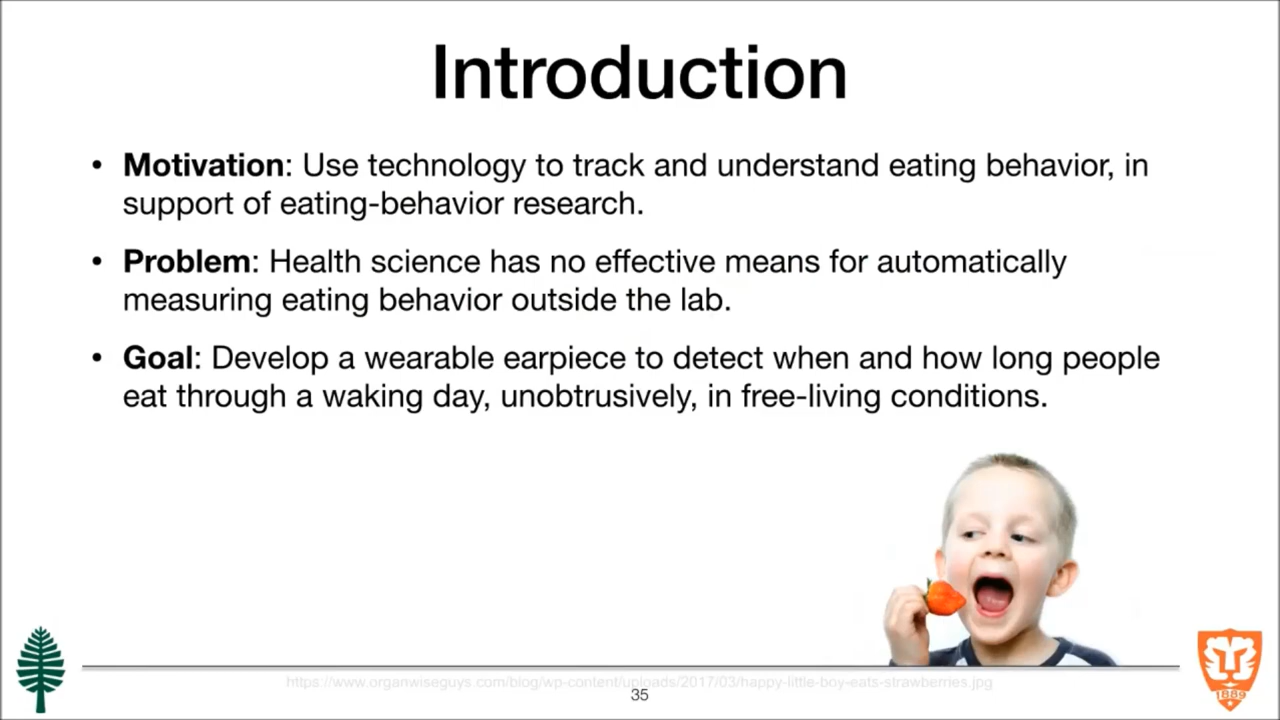 Introduction
• Motivation: Use technology to track and understand eating behavior, in
support of eating-behavior research.
• Problem: Health science has no effective means for automatically
measuring eating behavior outside the lab.
• Goal: Develop a wearable earpiece to detect when and how long people
eat through a waking day, unobtrusively, in free-living conditions.
https://www.organwiseguys.com/blog/wp-content/uploads/2017/03/happy-little-boy-eats-strawberries.jpg
35
1889